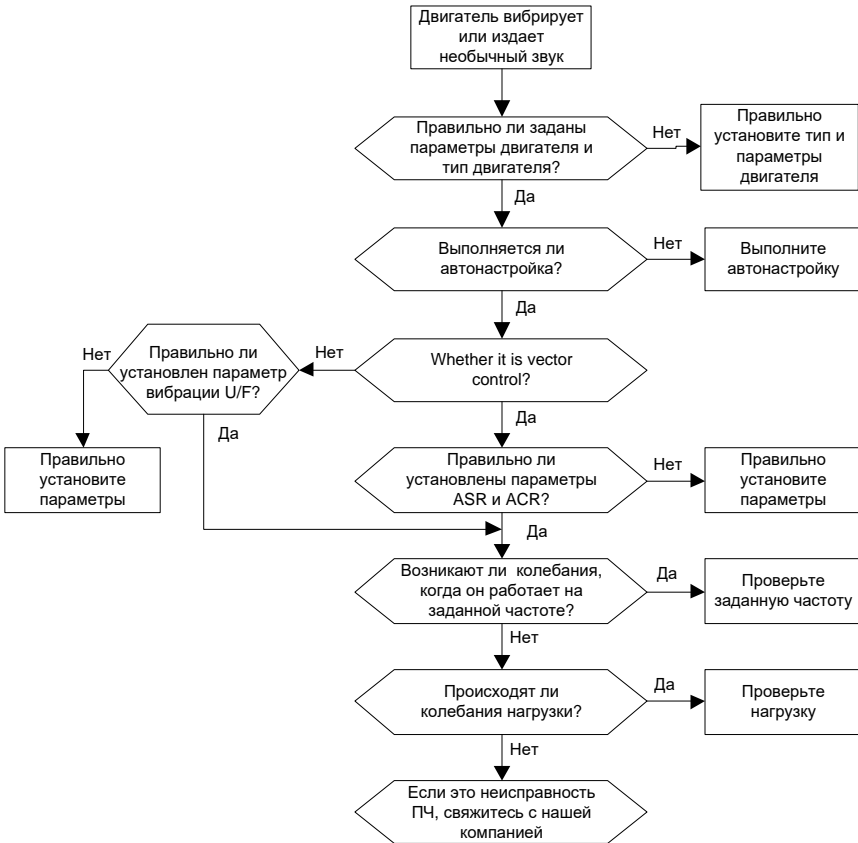 Двигатель вибрирует
или издает
необычный звук
Правильно ли заданы
параметры двигателя и
тип двигателя?
Нет
Правильно
установите тип и
параметры
двигателя
Да
Выполняется ли
автонастройка?
Нет
Выполните
автонастройку
Да
Whether it is vector
control?
Нет
Правильно ли
установлен параметр
вибрации U/F?
Нет
Правильно
установите
параметры
Да
Да
Правильно ли
установлены параметры
ASR и ACR?
Нет
Правильно
установите
параметры
Да
Возникают ли колебания,
когда он работает на
заданной частоте?
Да
Проверьте
заданную частоту
Нет
Происходят ли
колебания нагрузки?
Да
Проверьте
нагрузку
Нет
Если это неисправность
ПЧ, свяжитесь с нашей
компанией